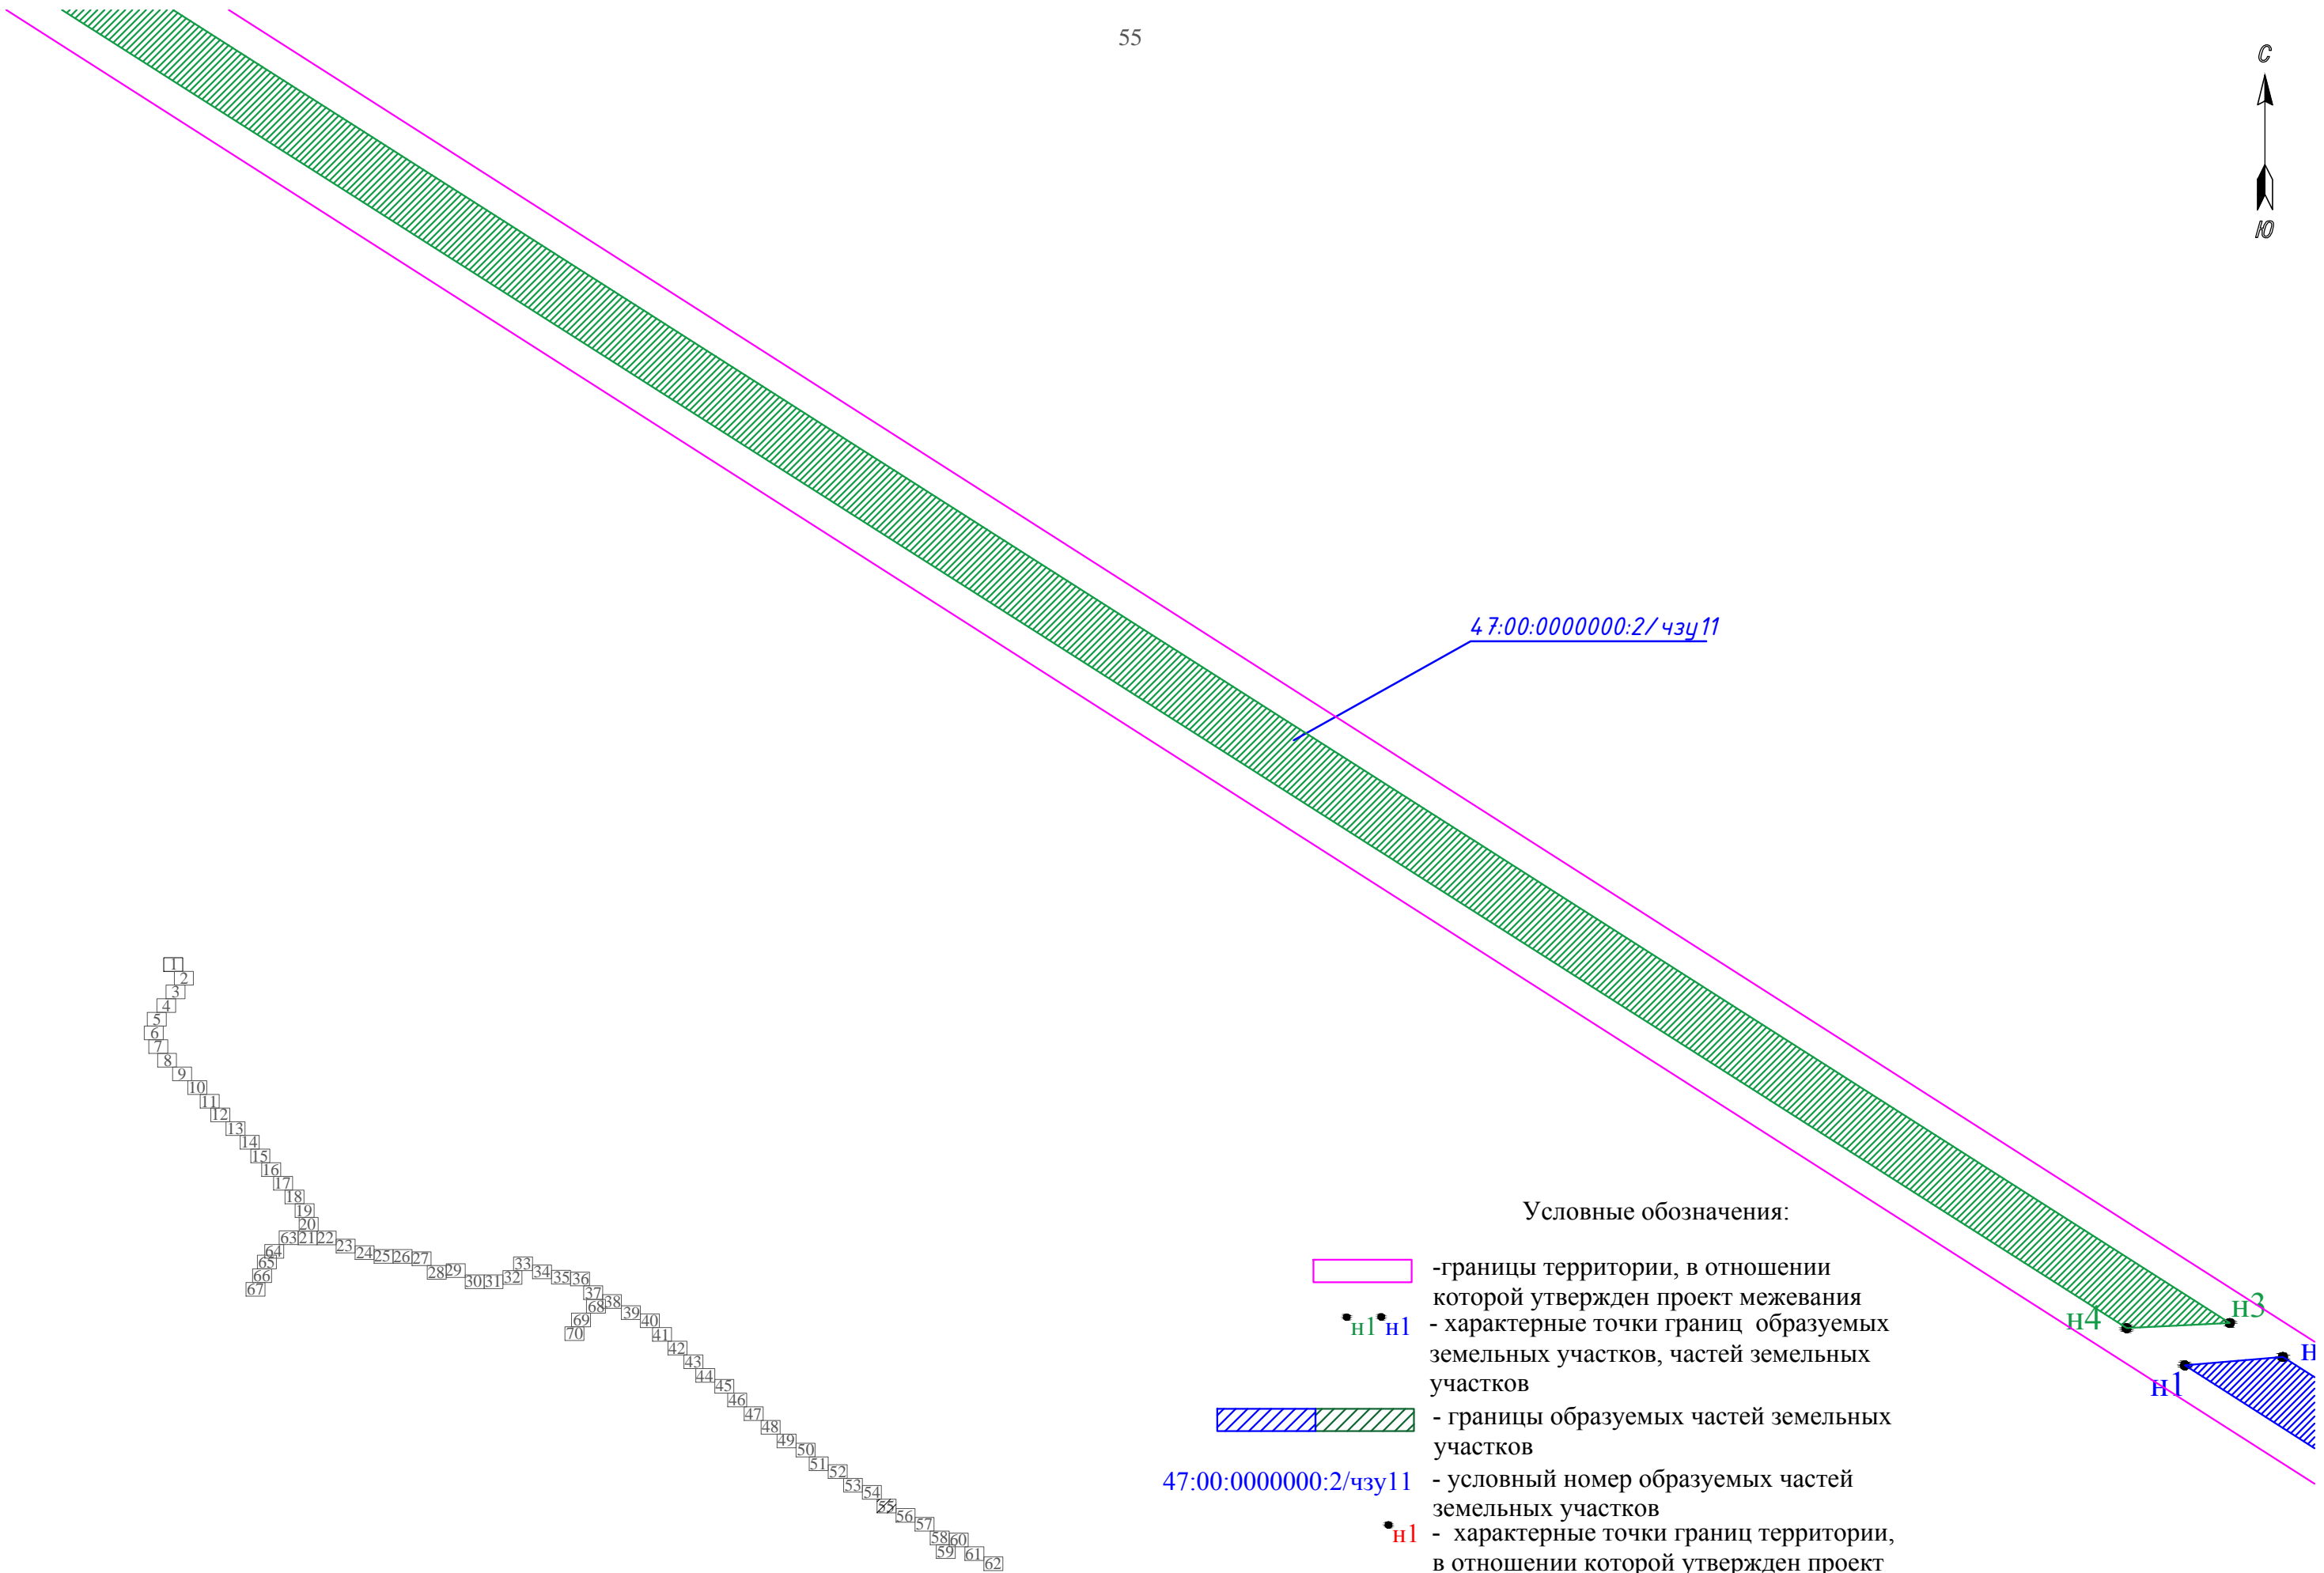 55
С
Ю
47:00:0000000:2/чзу11
1
2
3
4
5
6
7
8
9
10
11
12
13
14
15
16
17
18
19
20
63 21 22
23
64
24
25 26 27
65
28 29
66
30 31 32
33
34
35 36
67
37
68 38
39
69
40
70
41
42
43
44
45
46
47
48
49
50
51
52
53
54
55
56
57
58 60
59
61
62
н3
н4
н
н1
Условные обозначения:
-границы территории, в отношении
которой утвержден проект межевания
н1 н1 - характерные точки границ образуемых
земельных участков, частей земельных
участков
- границы образуемых частей земельных
участков
47:00:0000000:2/чзу11 - условный номер образуемых частей
земельных участков
н1 - характерные точки границ территории,
в отношении которой утвержден проект